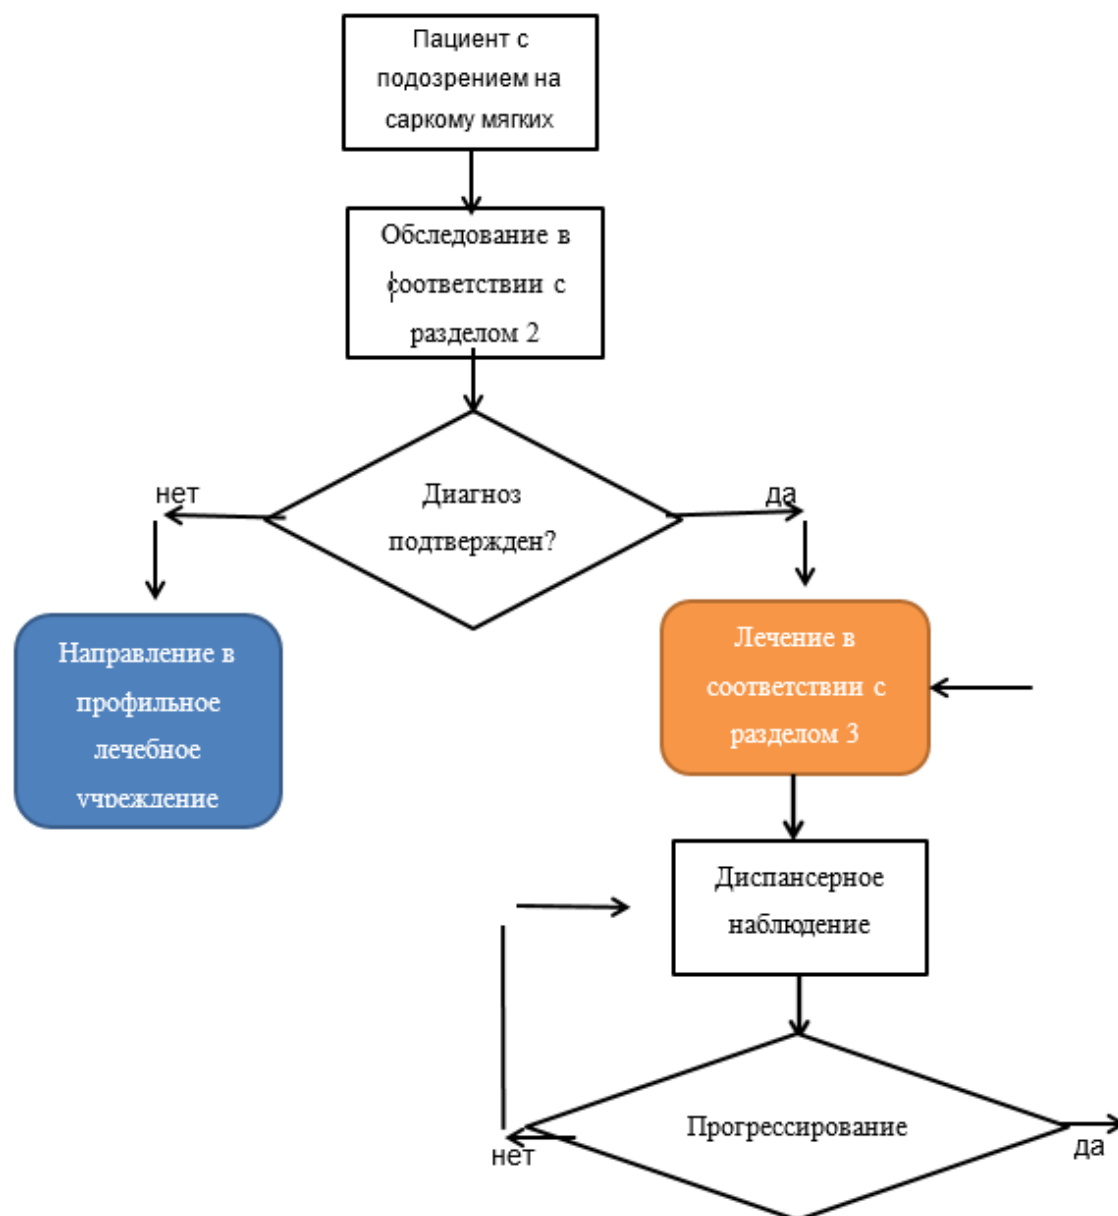 Пациент с
подозрением на
саркому мягких
Обследование в
соответствии с
разделом 2
Диагноз
подтвержден?
нет
да
Направление в
профильное
лечебное
учреждение
Лечение в
соответствии с
разделом 3
Диспансерное
наблюдение
Прогрессирование
нет
да